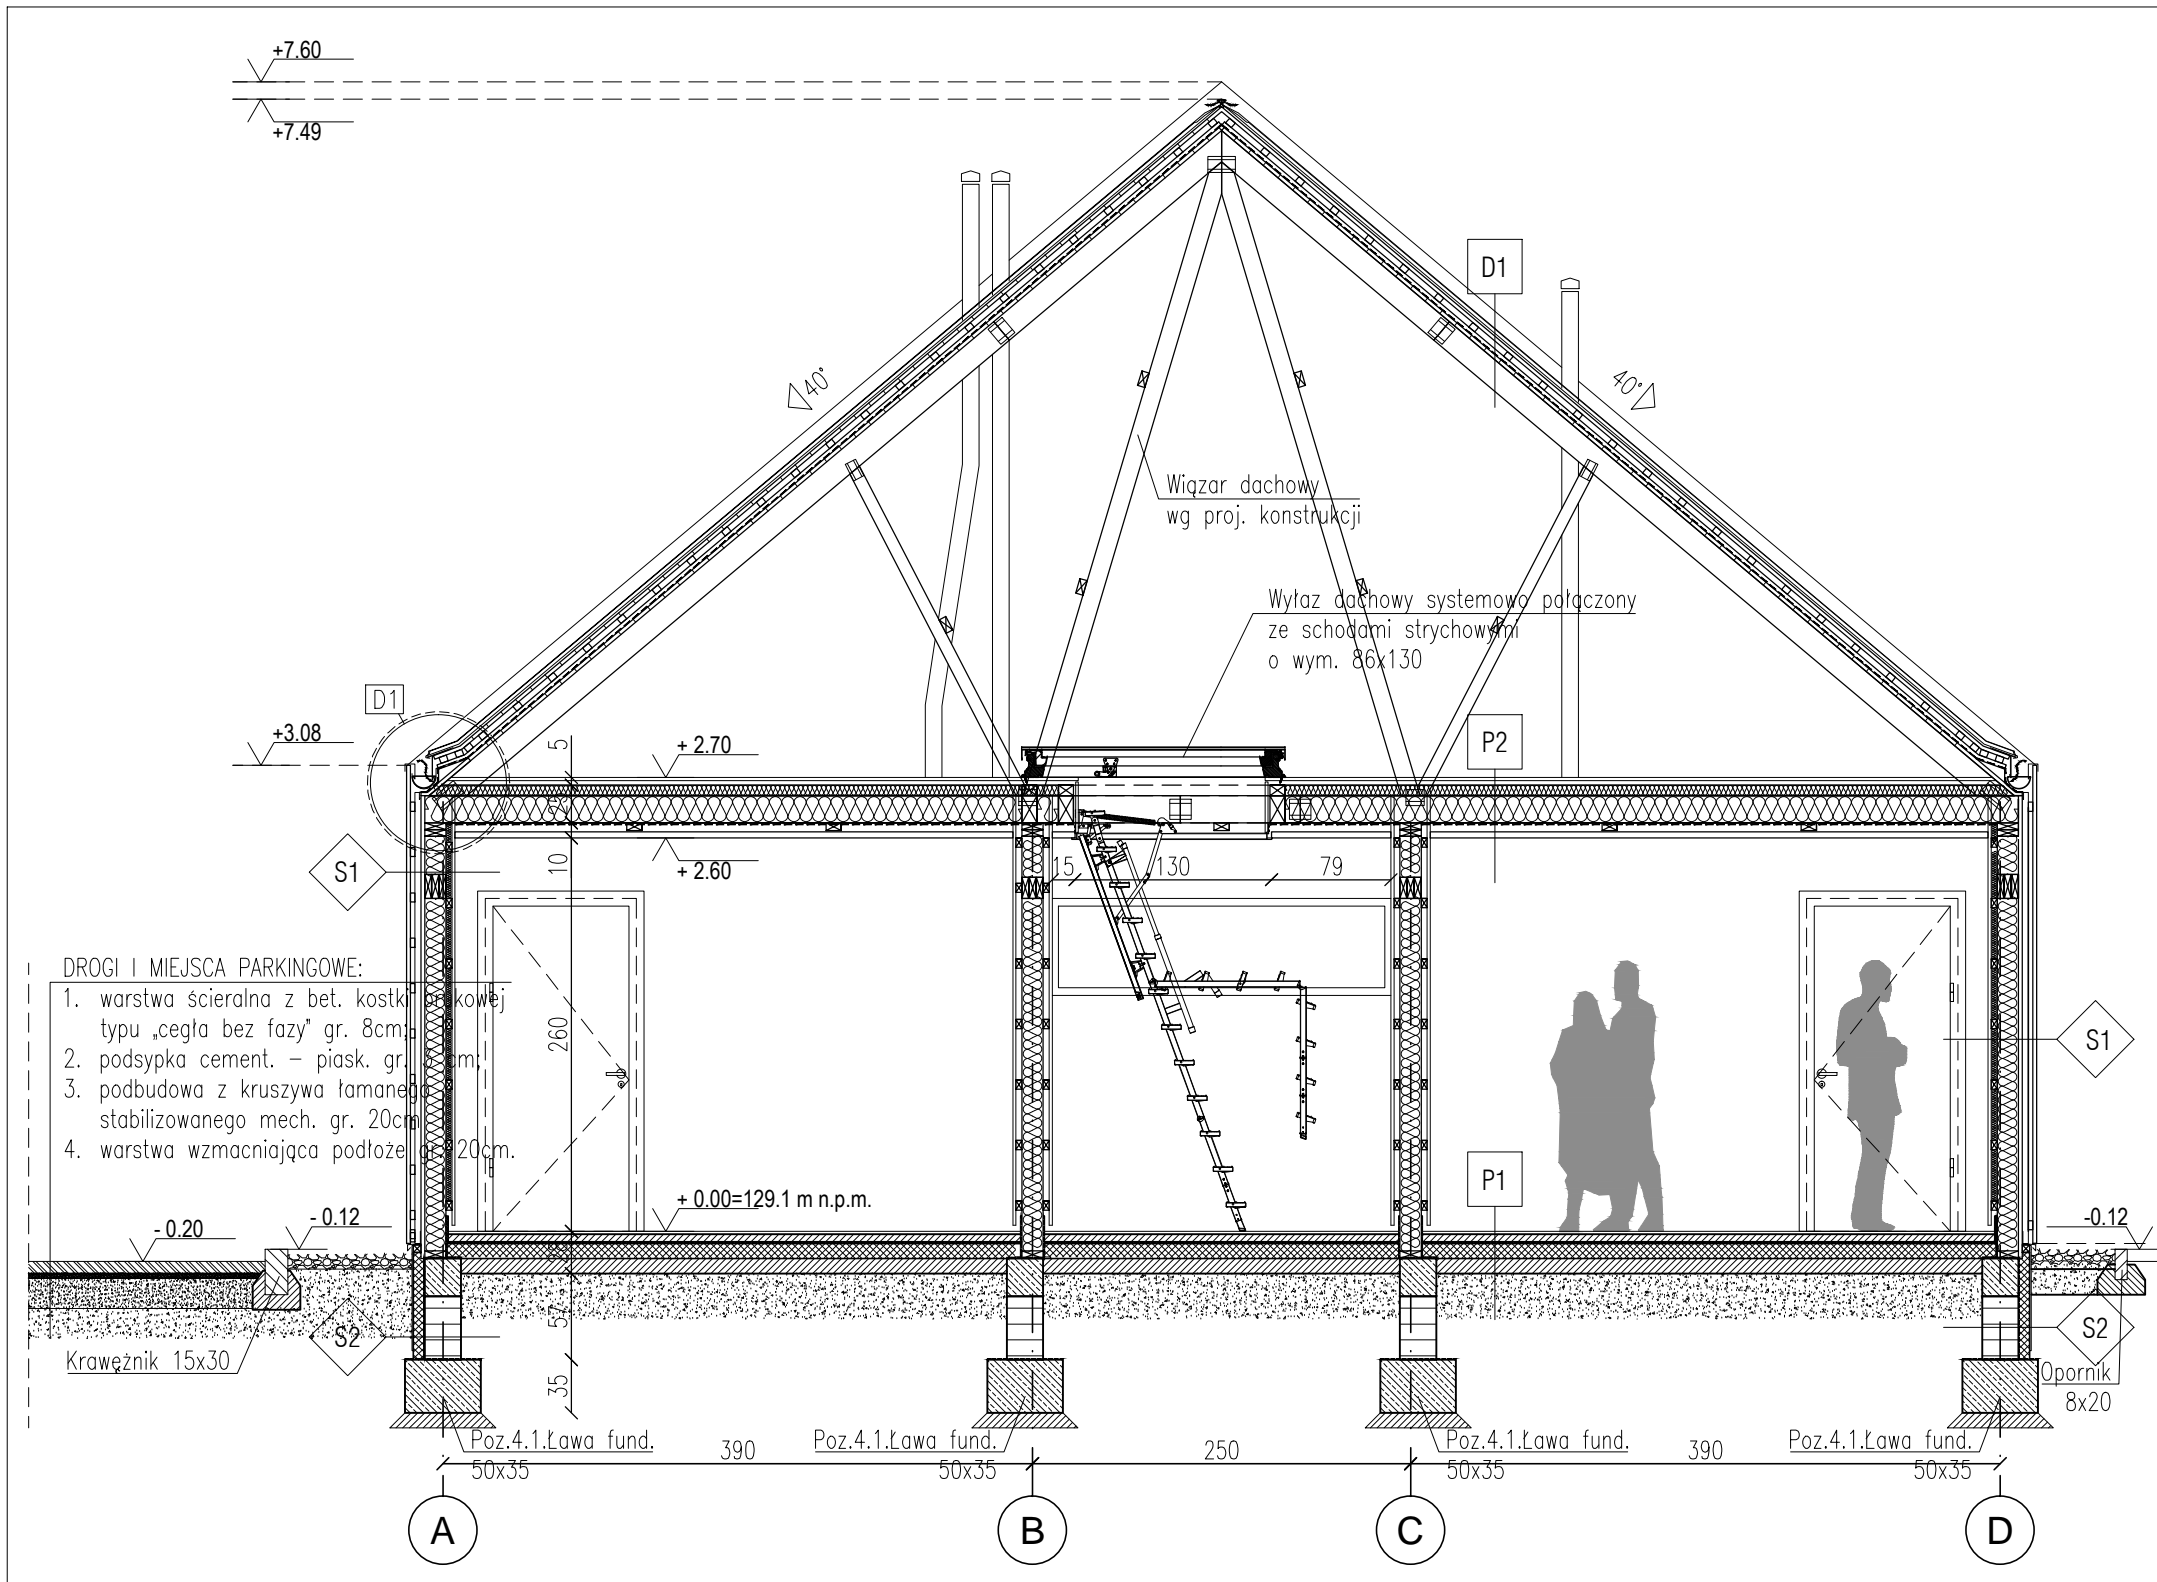 +7.60
+7.49
D1
40°
40°
Wiązar dachowy
wg proj. konstrukcji
Wyłaz dachowy systemowo połączony
ze schodami strychowymi
o wym. 86x130
D1
+3.08
5
+ 2.70
P2
25
10
+ 2.60
15
130
79
S1
DROGI I MIEJSCA PARKINGOWE:
1. warstwa ścieralna z bet. kostki brukowej
typu „cegła bez fazy" gr. 8cm;
2. podsypka cement. – piask. gr. cm;
3. podbudowa z kruszywa łamanego
stabilizowanego mech. gr. 20cm
4. warstwa wzmacniająca podłoże gr. 20cm.
260
S1
P1
+ 0.00=129.1 m n.p.m.
- 0.20
- 0.12
-0.12
28
57
S2
S2
Krawężnik 15x30
35
Opornik
8x20
Poz.4.1.Ława fund.
50x35
390
Poz.4.1.Ława fund.
50x35
250
Poz.4.1.Ława fund.
50x35
390
Poz.4.1.Ława fund.
50x35
A
B
C
D